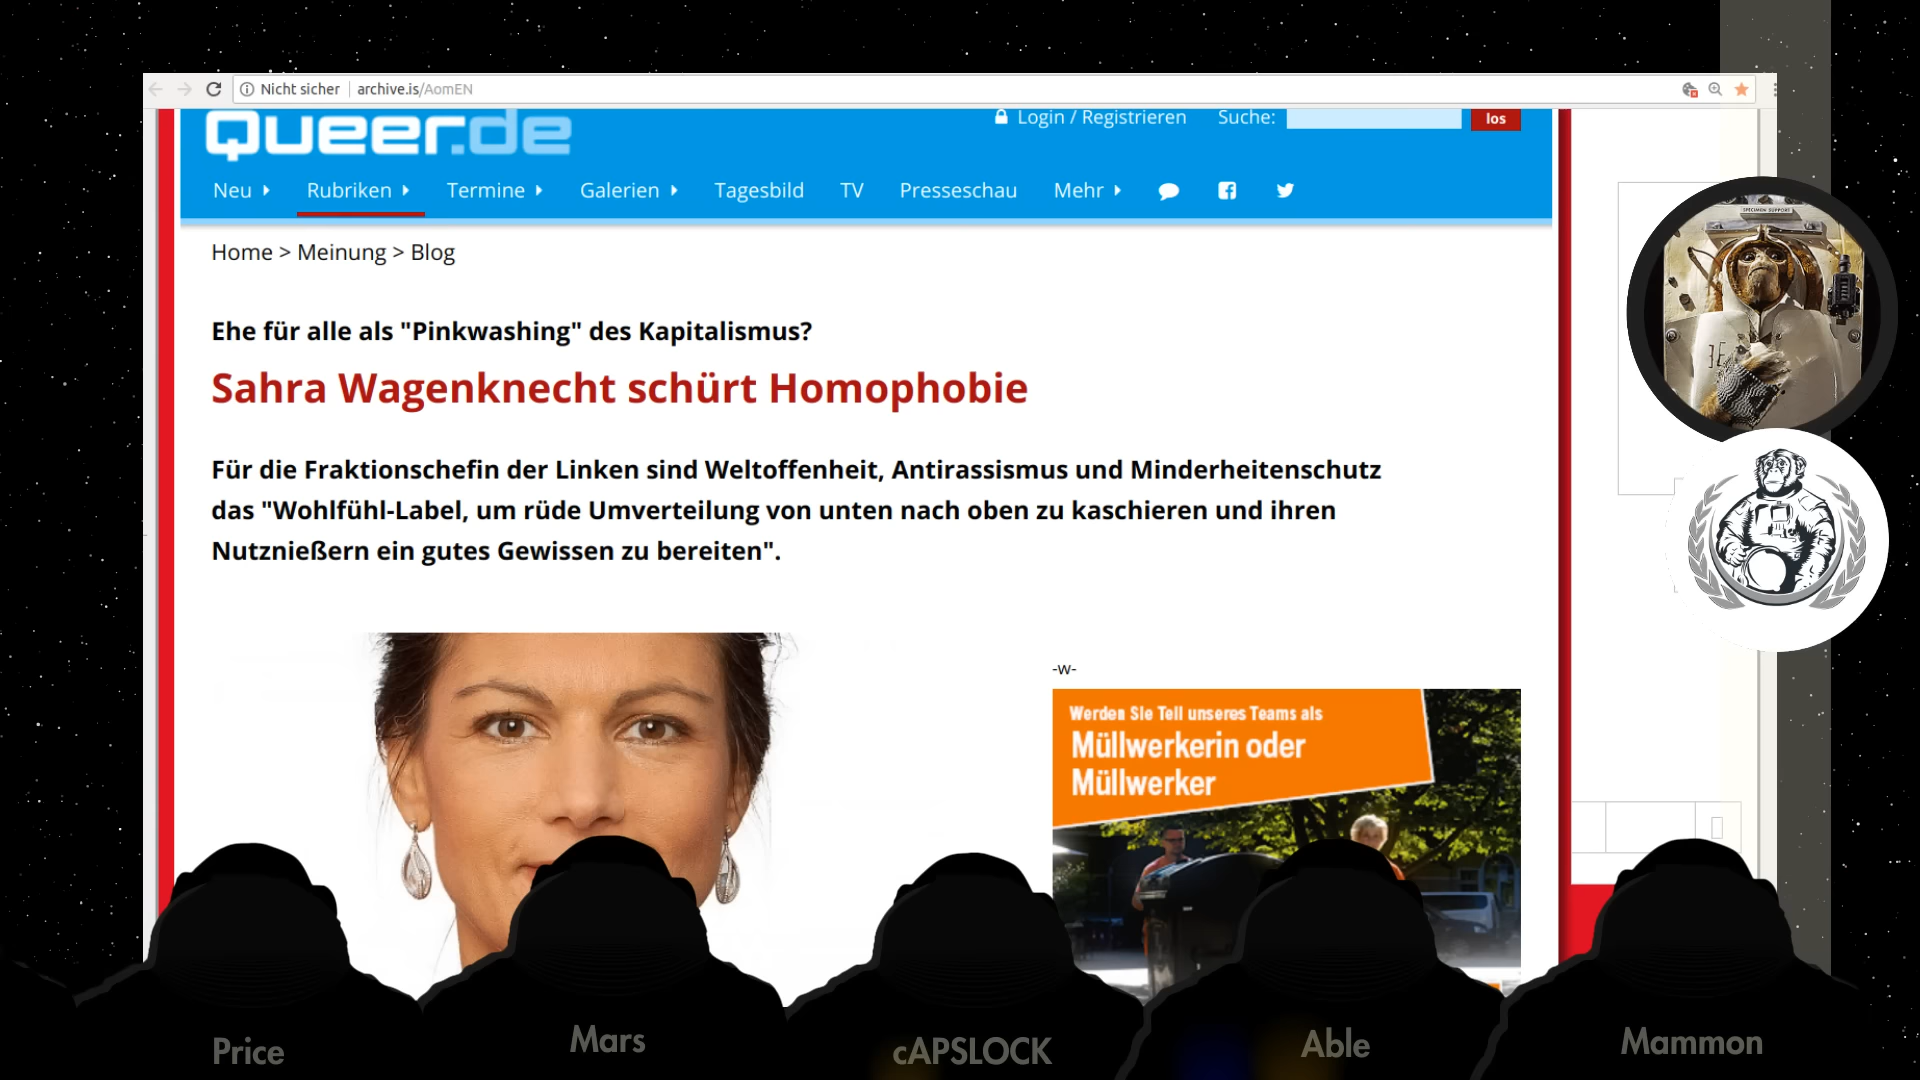 Nicht sicher archive.is/AomEN
Queer.de
Login / Registrieren Suche: los
Neu Rubriken Termine Galerien Tagesbild TV Presseschau Mehr
Home > Meinung > Blog
Ehe für alle als "Pinkwashing" des Kapitalismus?
Sahra Wagenknecht schürt Homophobie
Für die Fraktionschefin der Linken sind Weltoffenheit, Antirassismus und Minderheitenschutz
das "Wohlfühl-Label, um rüde Umverteilung von unten nach oben zu kaschieren und ihren
Nutznießern ein gutes Gewissen zu bereiten".
-w-
Werden Sie Teil unseres Teams als
Müllwerkerin oder
Müllwerker
SPECIMEN SUPPORT
Price
Mars
cAPSLOCK
Able
Mammon